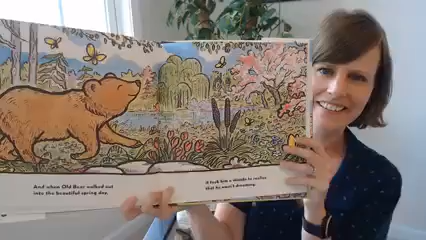 And when Old Bear walked out
into the beautiful spring day,
it took him a minute to realize
that he wasn't dreaming.